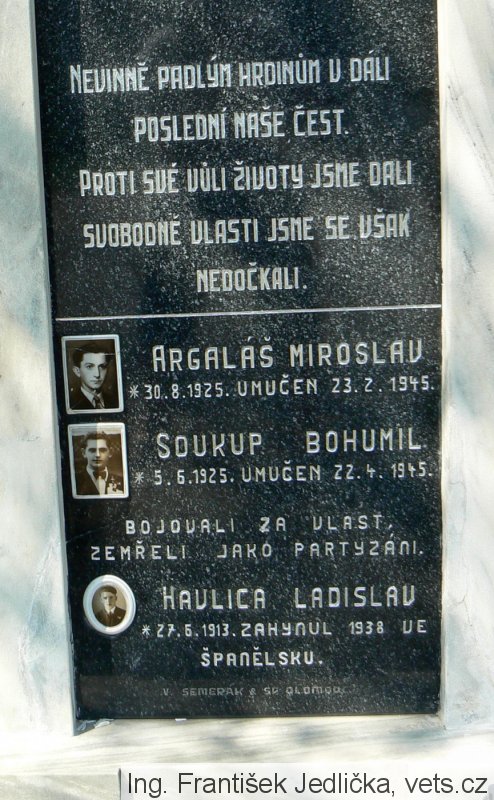 NEVINNĚ PADLÝM HRDINŮM V DÁLI
POSLEDNÍ NAŠE ČEST.
PROTI SVÉ VŮLI ŽIVOTY JSME DALI
SVOBODNÉ VLASTI JSME SE VŠAK
NEDOČKALI.
ARGALÁŠ MIROSLAV
* 30.8.1925. UMUČEN 23.2.1945.
SOUKUP BOHUMIL
* 5.6.1925. UMUČEN 22.4.1945.
BOJOVALI ZA VLAST,
ZEMŘELI JAKO PARTYZÁNI.
HAVLICA LADISLAV
* 27.6.1913. ZAHYNUL 1938 VE
ŠPANĚLSKU.
V. SEMERÁK & SP OLOMOUC
Ing. František Jedlička, vets.cz